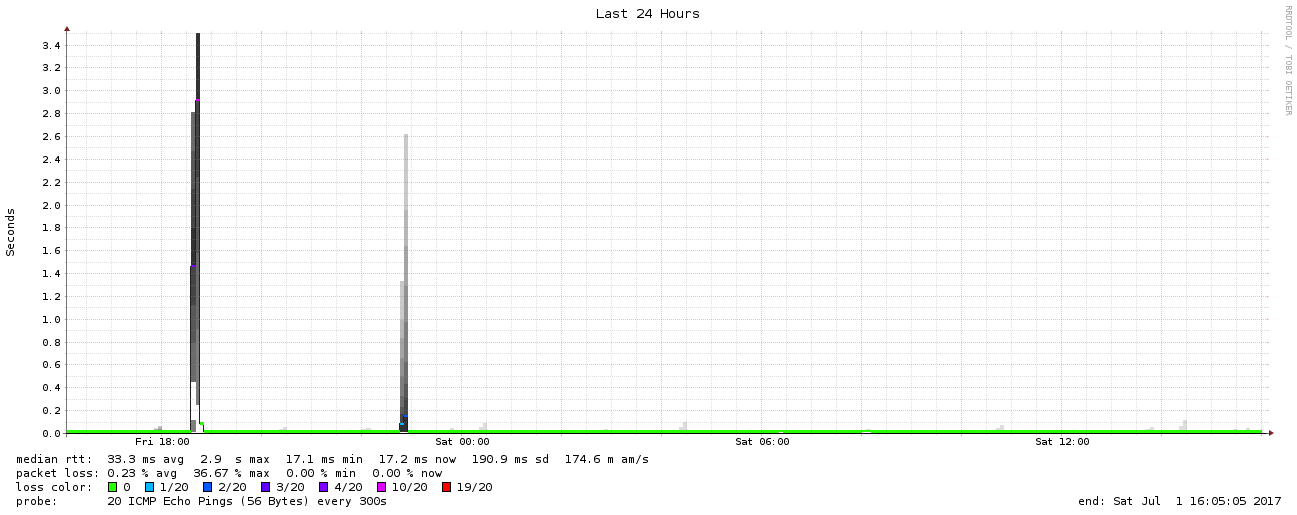 Last 24 Hours
RRDTOOL / TOBI OETIKER
Seconds
3.4
3.2
3.0
2.8
2.6
2.4
2.2
2.0
1.8
1.6
1.4
1.2
1.0
0.8
0.6
0.4
0.2
0.0
Fri 18:00 Sat 00:00 Sat 06:00 Sat 12:00
median rtt: 33.3 ms avg 2.9 s max 17.1 ms min 17.2 ms now 190.9 ms sd 174.6 m am/s
packet loss: 0.23 % avg 36.67 % max 0.00 % min 0.00 % now
loss color: 0 1/20 2/20 3/20 4/20 10/20 19/20
probe: 20 ICMP Echo Pings (56 Bytes) every 300s end: Sat Jul 1 16:05:05 2017